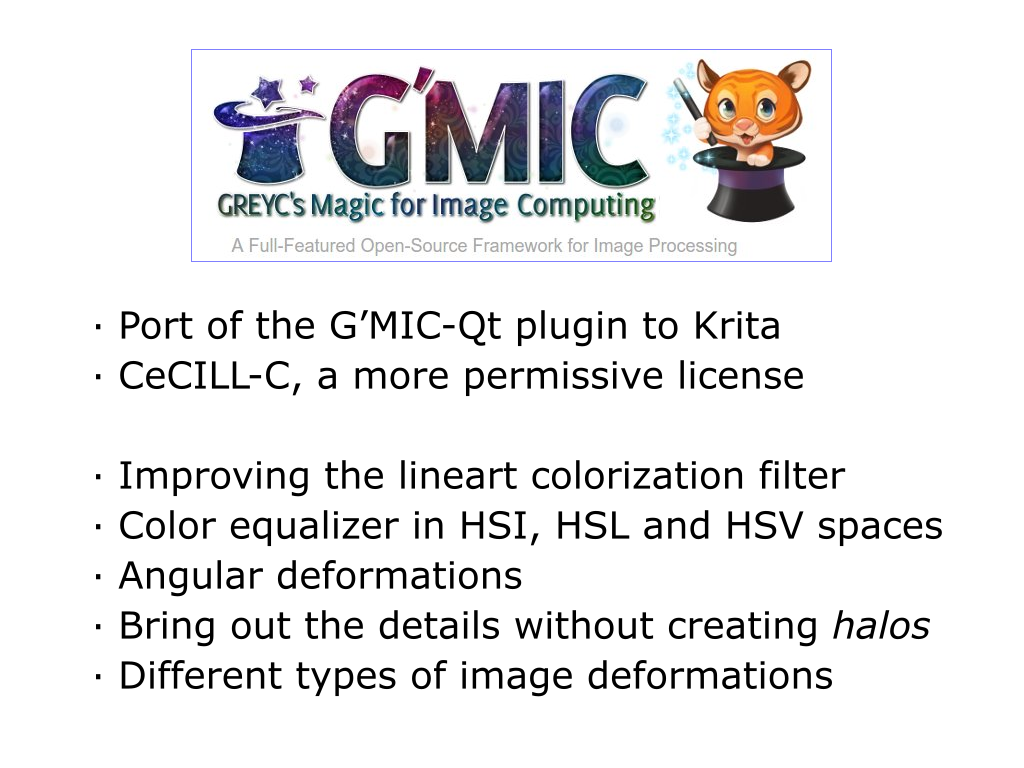 G'MIC
GREYC's Magic for Image Computing
A Full-Featured Open-Source Framework for Image Processing
· Port of the G’MIC-Qt plugin to Krita
· CeCILL-C, a more permissive license
· Improving the lineart colorization filter
· Color equalizer in HSI, HSL and HSV spaces
· Angular deformations
· Bring out the details without creating halos
· Different types of image deformations